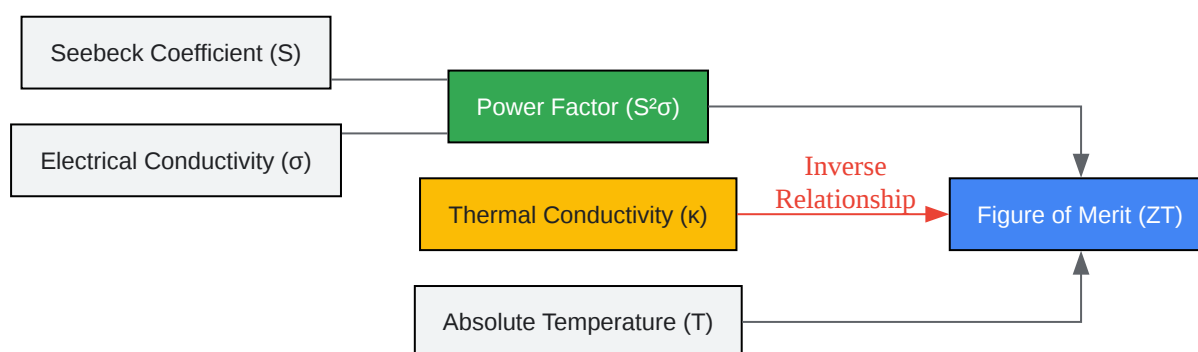 Seebeck Coefficient (S)
Electrical Conductivity (σ)
Power Factor (S²σ)
Thermal Conductivity (κ)
Inverse
Relationship
Figure of Merit (ZT)
Absolute Temperature (T)